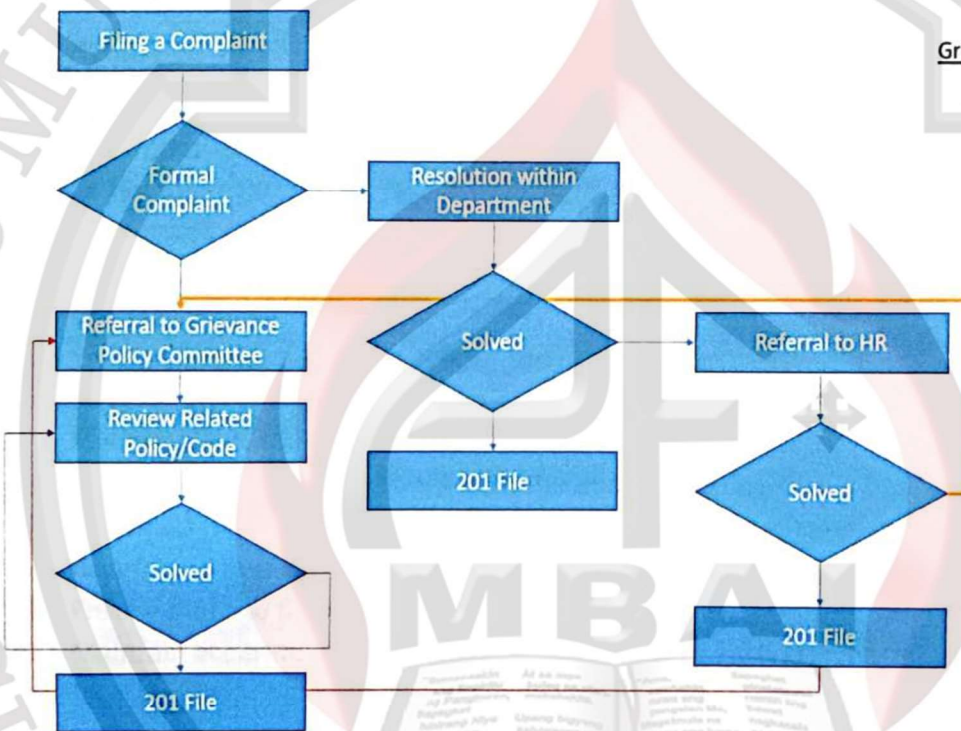 Filing a Complaint
Gr
Formal
Complaint
Resolution within
Department
Referral to Grievance
Policy Committee
Solved
Referral to HR
Review Related
Policy/Code
201 File
Solved
Solved
201 File
201 File
MBAI